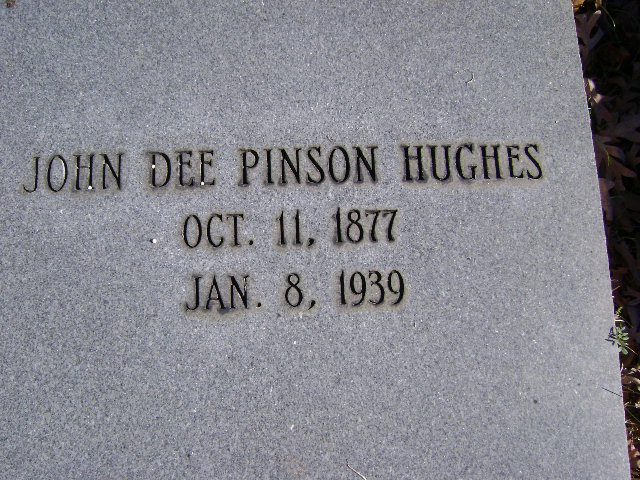 JOHN DEE PINSON HUGHES
OCT. 11, 1877
JAN. 8, 1939